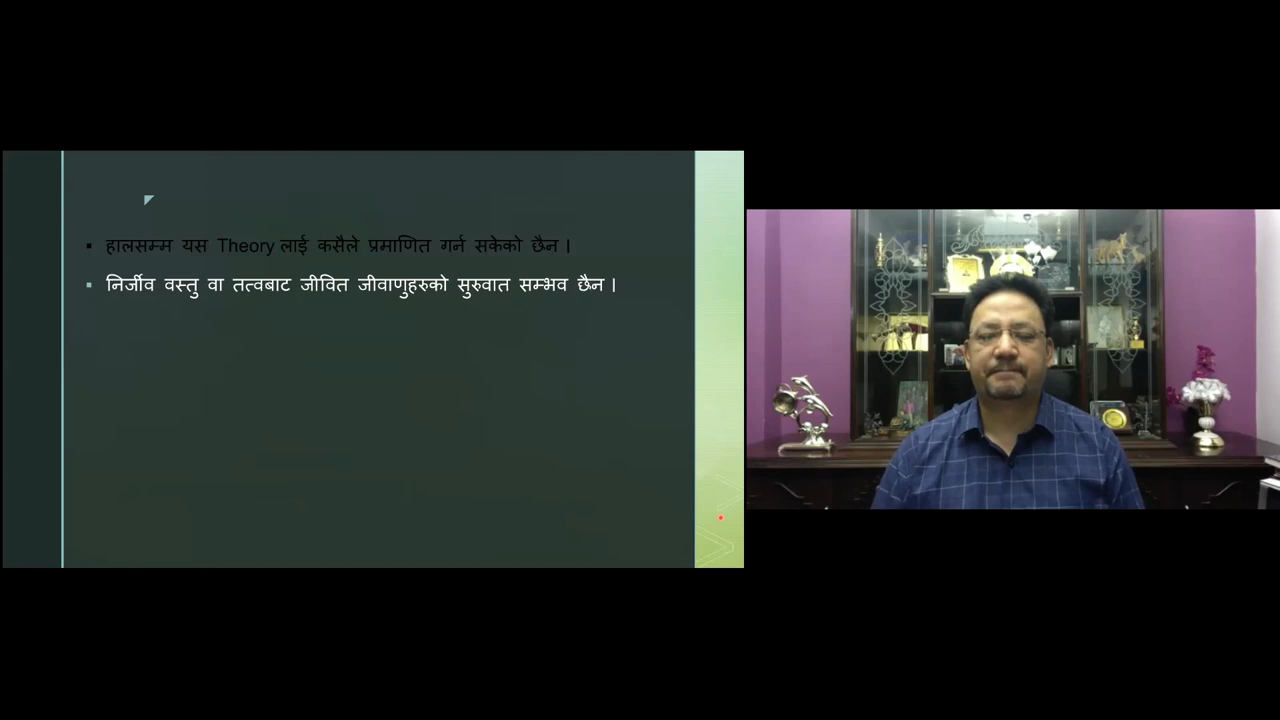 हालसम्म यस Theory लाई कसैले प्रमाणित गर्न सकेको छैन ।
निर्जीव वस्तु वा तत्वबाट जीवित जीवाणुहरुको सुरुवात सम्भव छैन ।